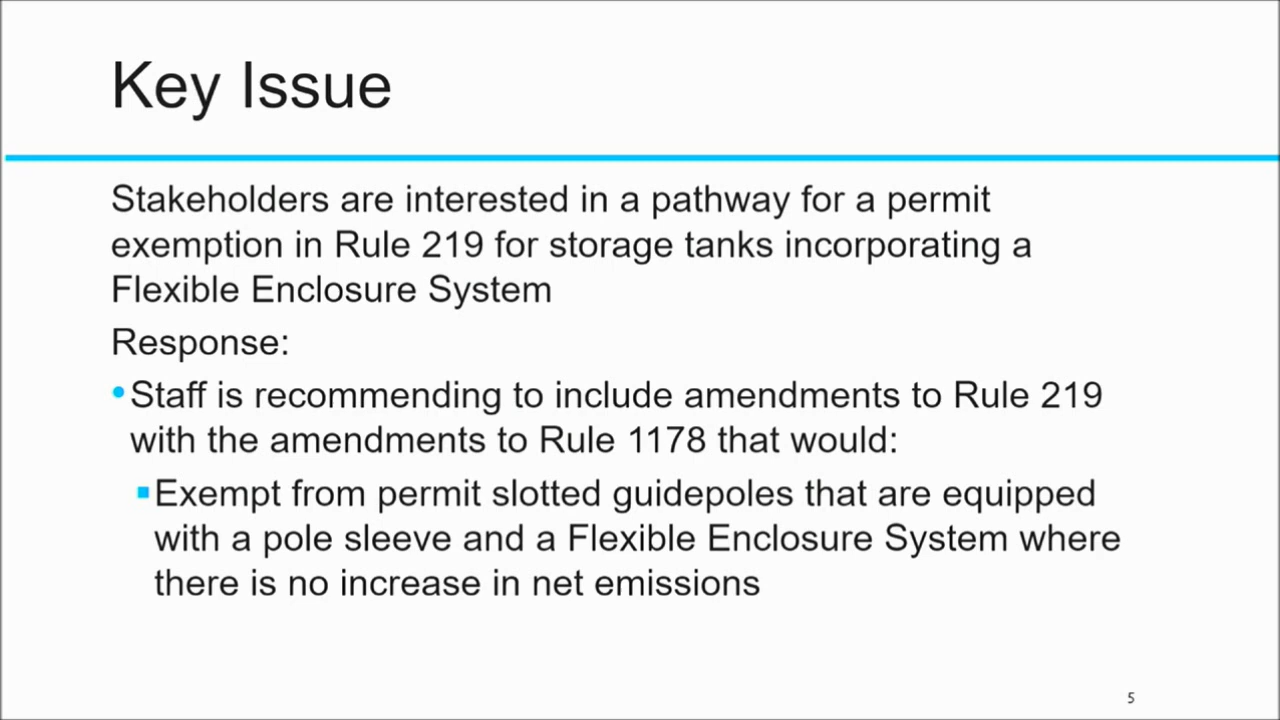 Key Issue
Stakeholders are interested in a pathway for a permit
exemption in Rule 219 for storage tanks incorporating a
Flexible Enclosure System
Response:
•Staff is recommending to include amendments to Rule 219
with the amendments to Rule 1178 that would:
▪Exempt from permit slotted guidepoles that are equipped
with a pole sleeve and a Flexible Enclosure System where
there is no increase in net emissions
5